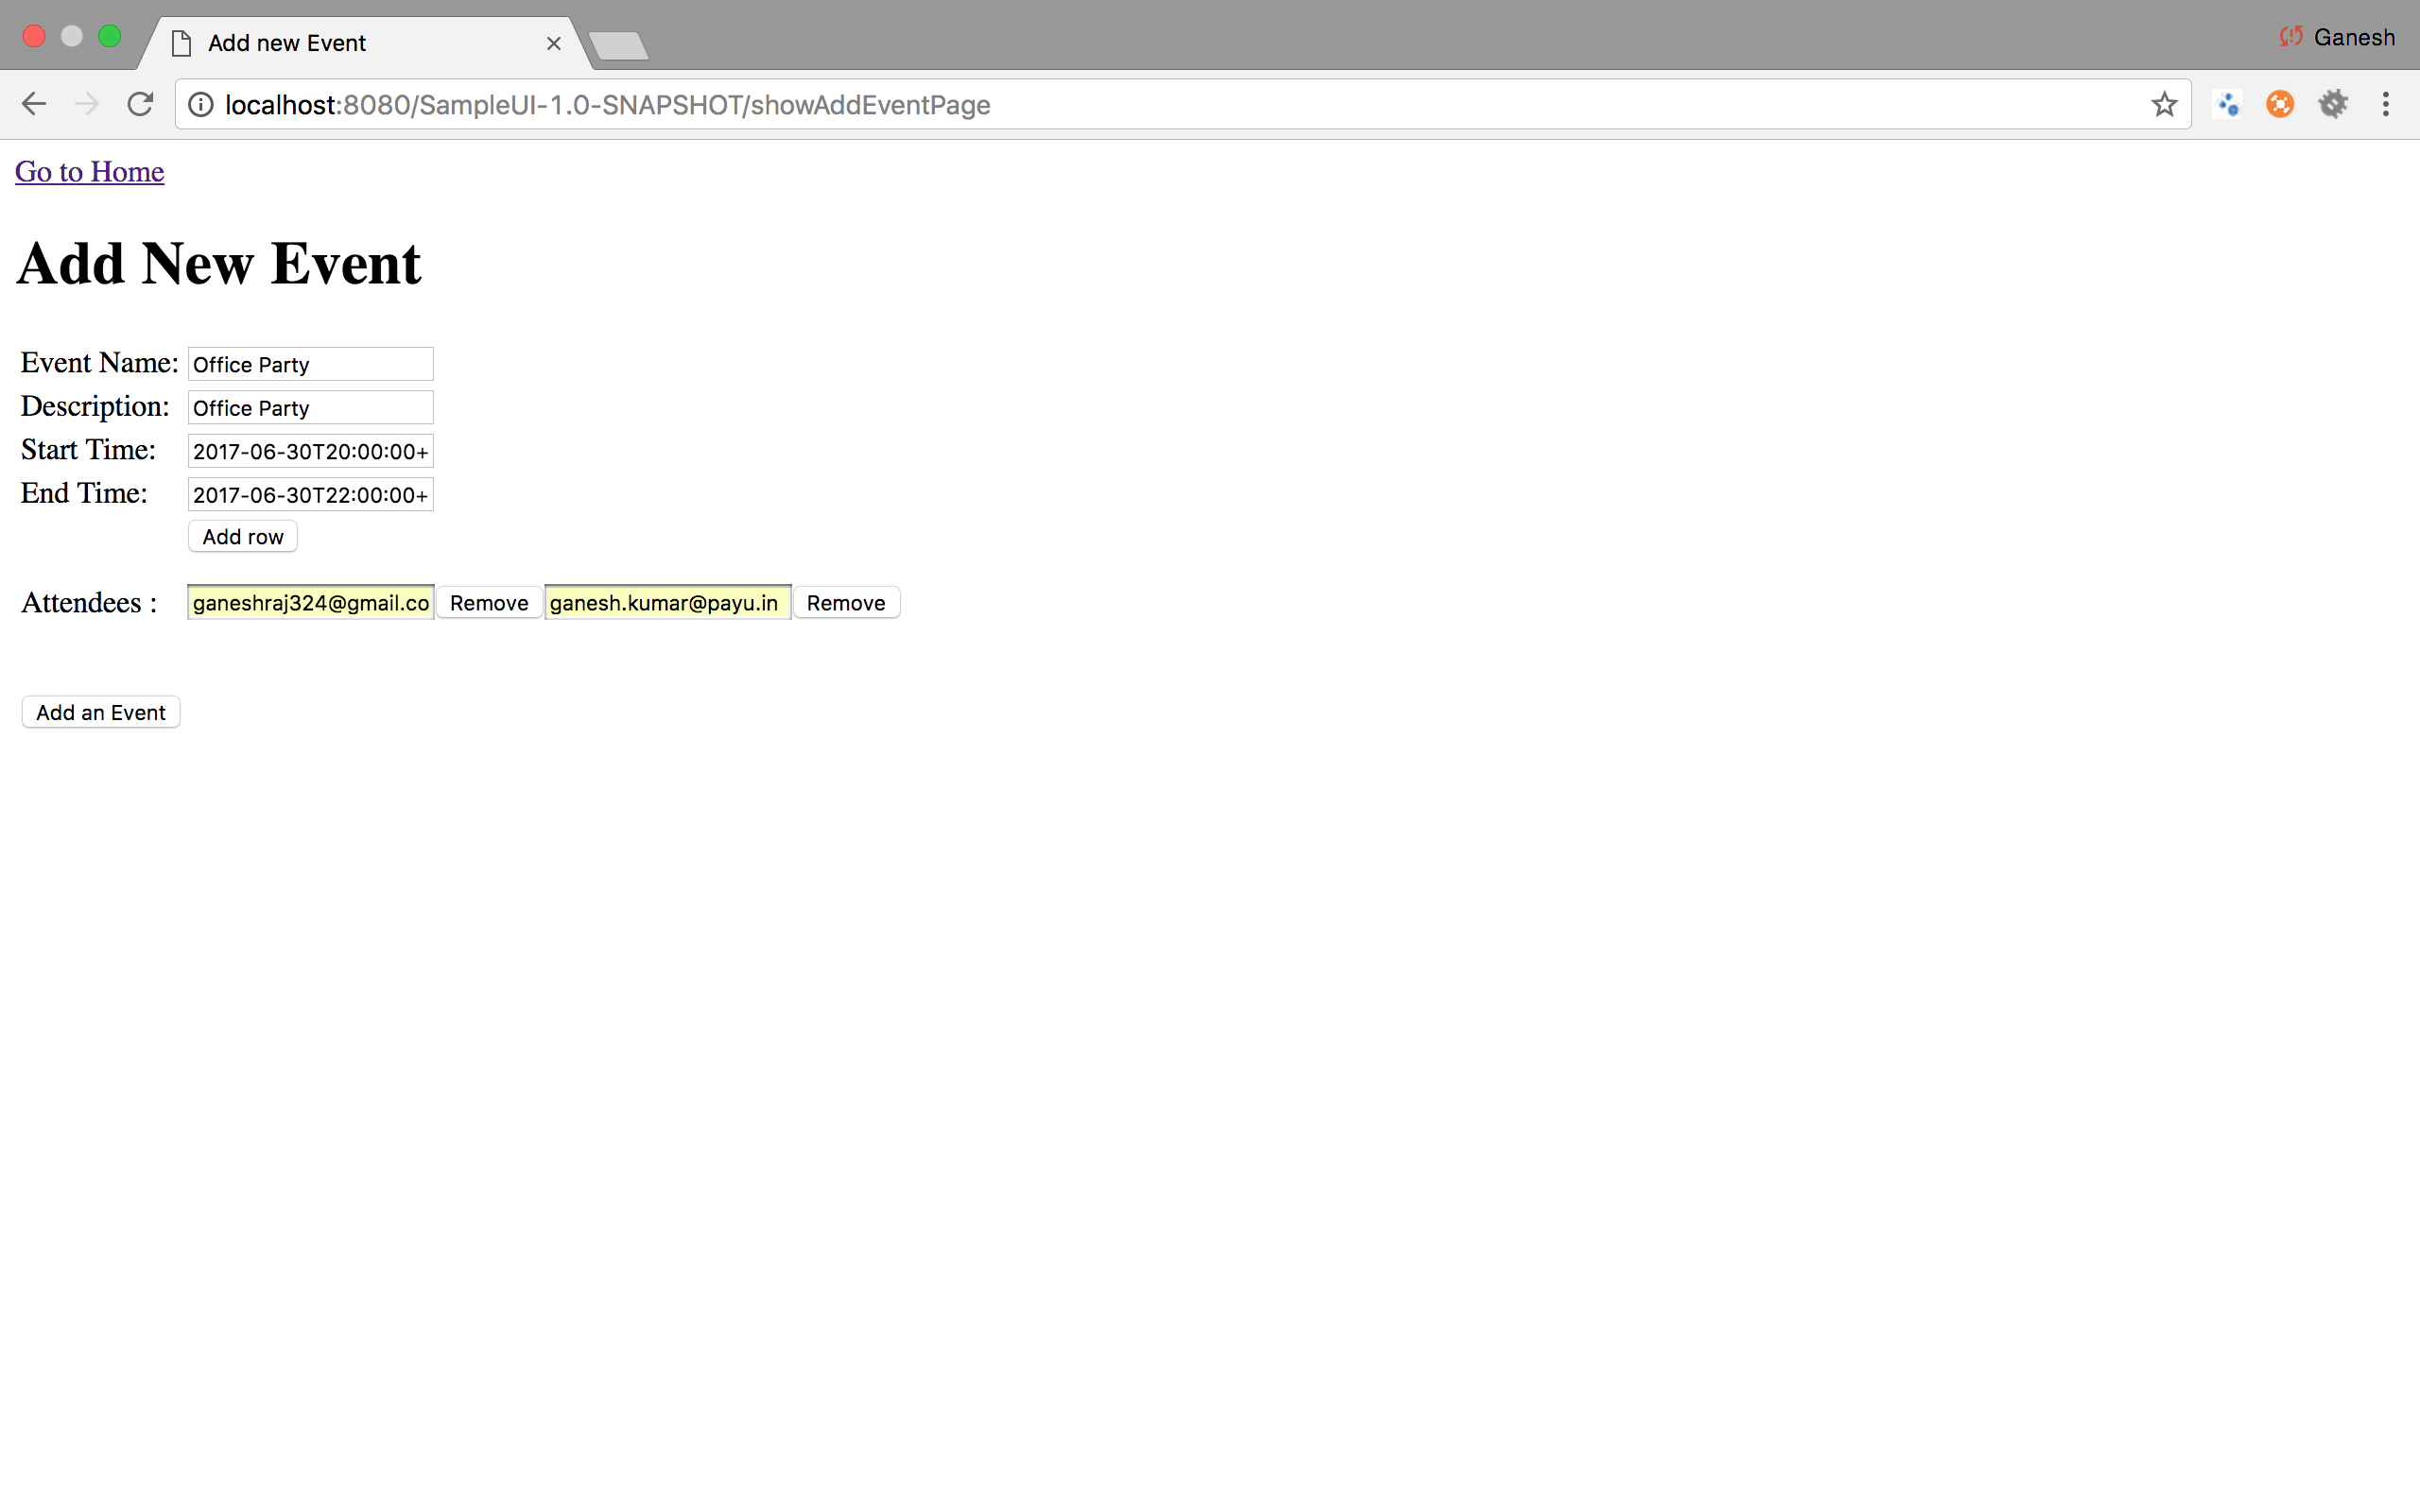 Add new Event
Ganesh
localhost:8080/SampleUI-1.0-SNAPSHOT/showAddEventPage
Go to Home
Add New Event
Event Name: Office Party
Description: Office Party
Start Time: 2017-06-30T20:00:00+
End Time: 2017-06-30T22:00:00+
Add row
Attendees : ganeshraj324@gmail.co Remove ganesh.kumar@payu.in Remove
Add an Event